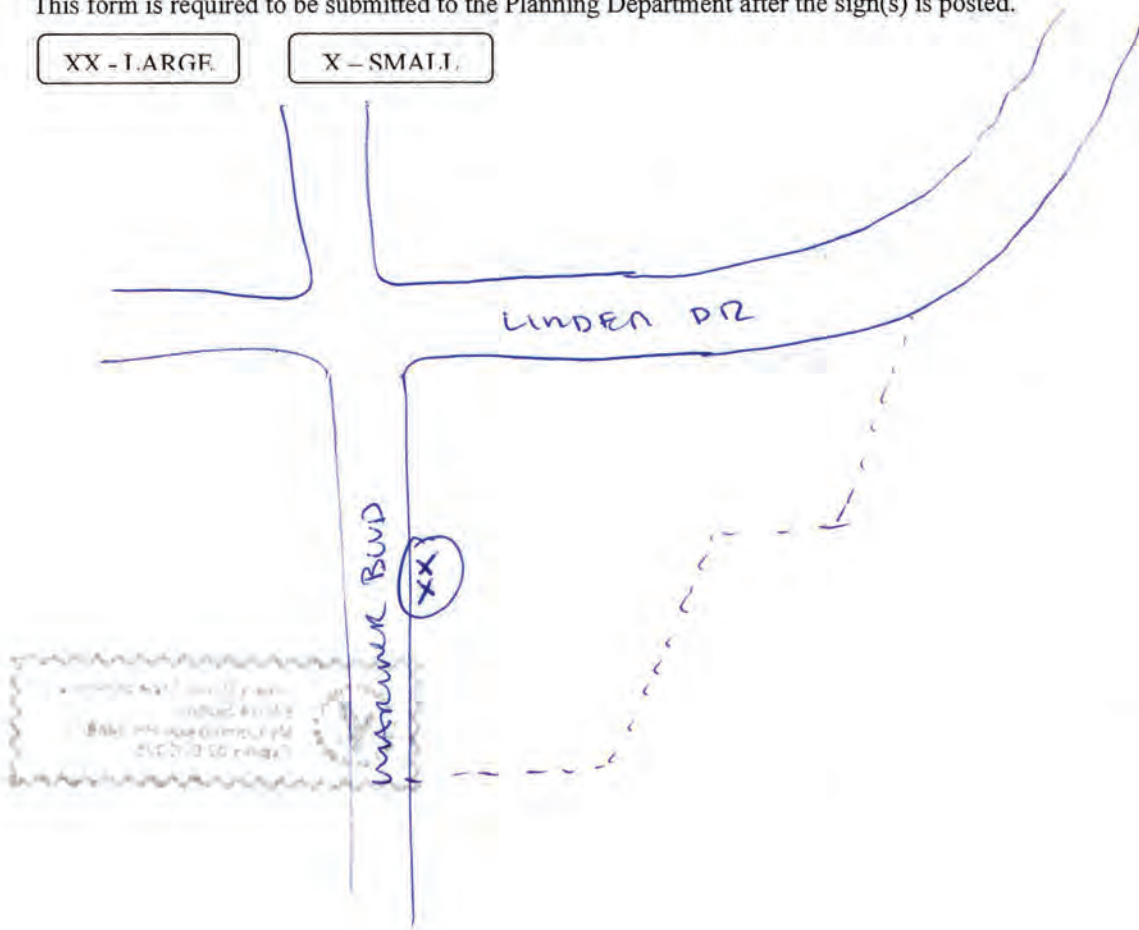 This form is required to be submitted to the Planning Department after the sign(s) is posted.
XX - LARGE
X – SMALL
LINDEN DR
MARINER BLVD
XX